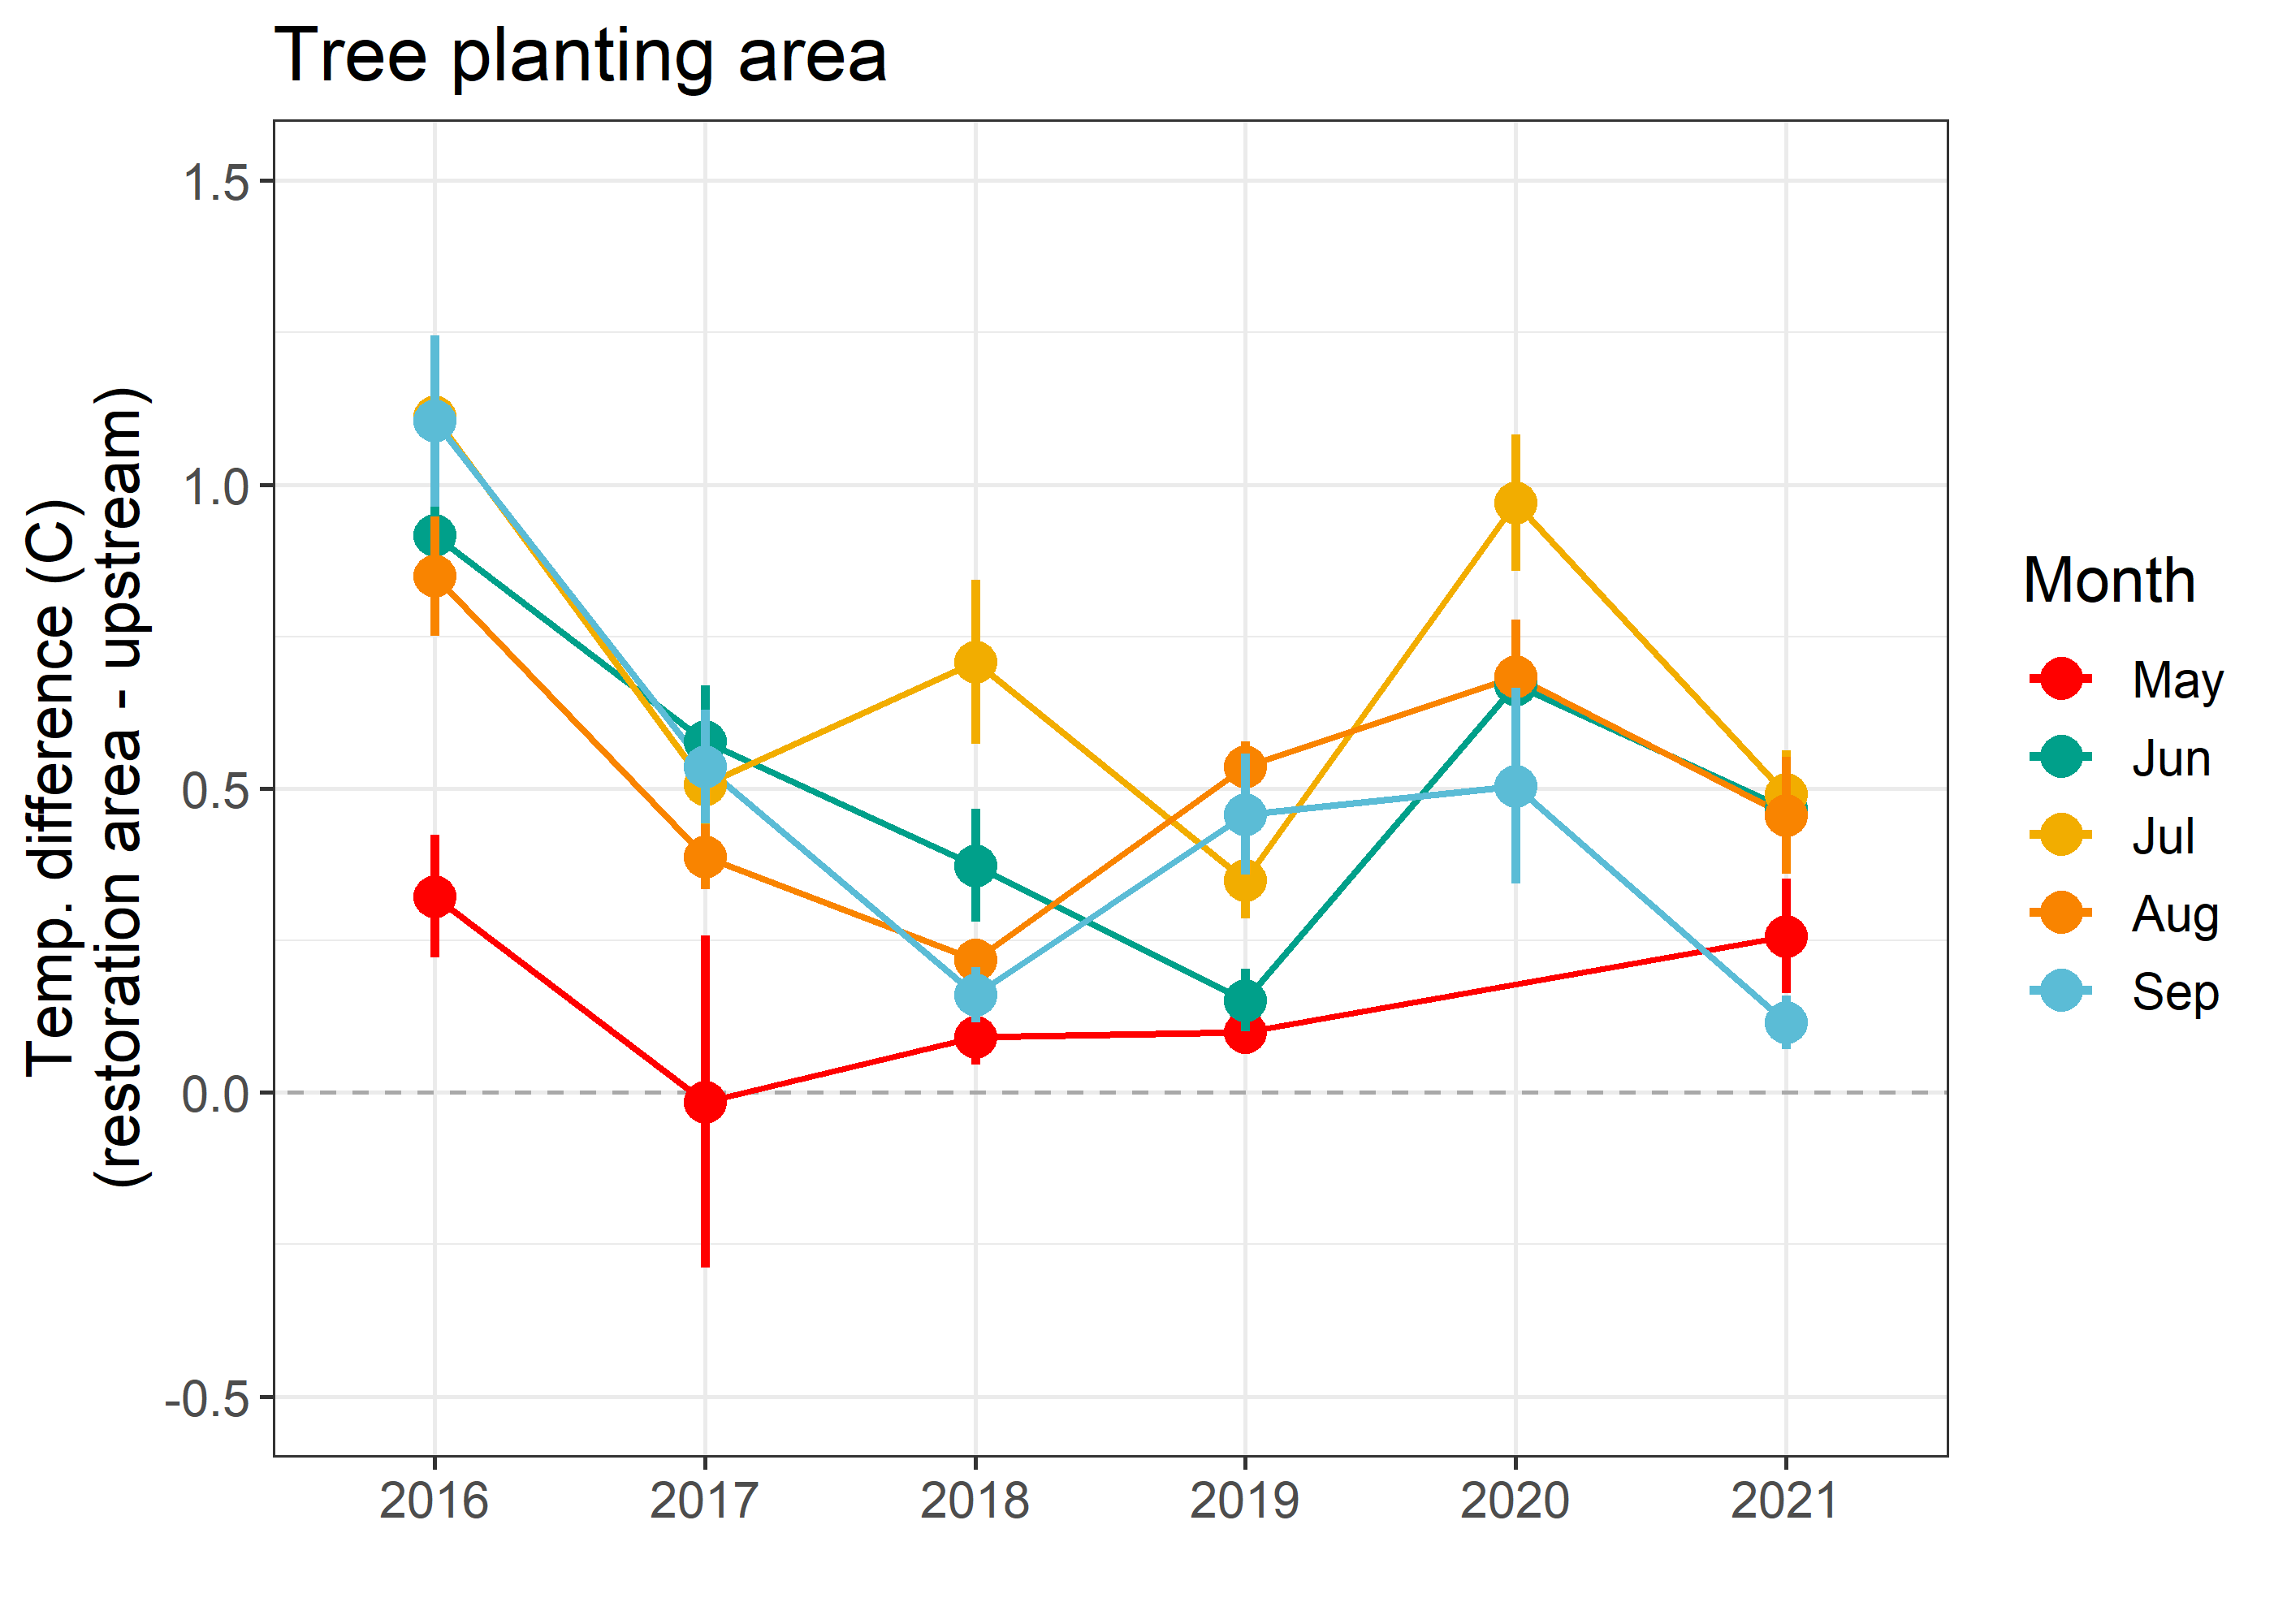 Tree planting area
Temp. difference (C)
(restoration area - upstream)
1.5
1.0
0.5
0.0
-0.5
2016
2017
2018
2019
2020
2021
Month
May
Jun
Jul
Aug
Sep